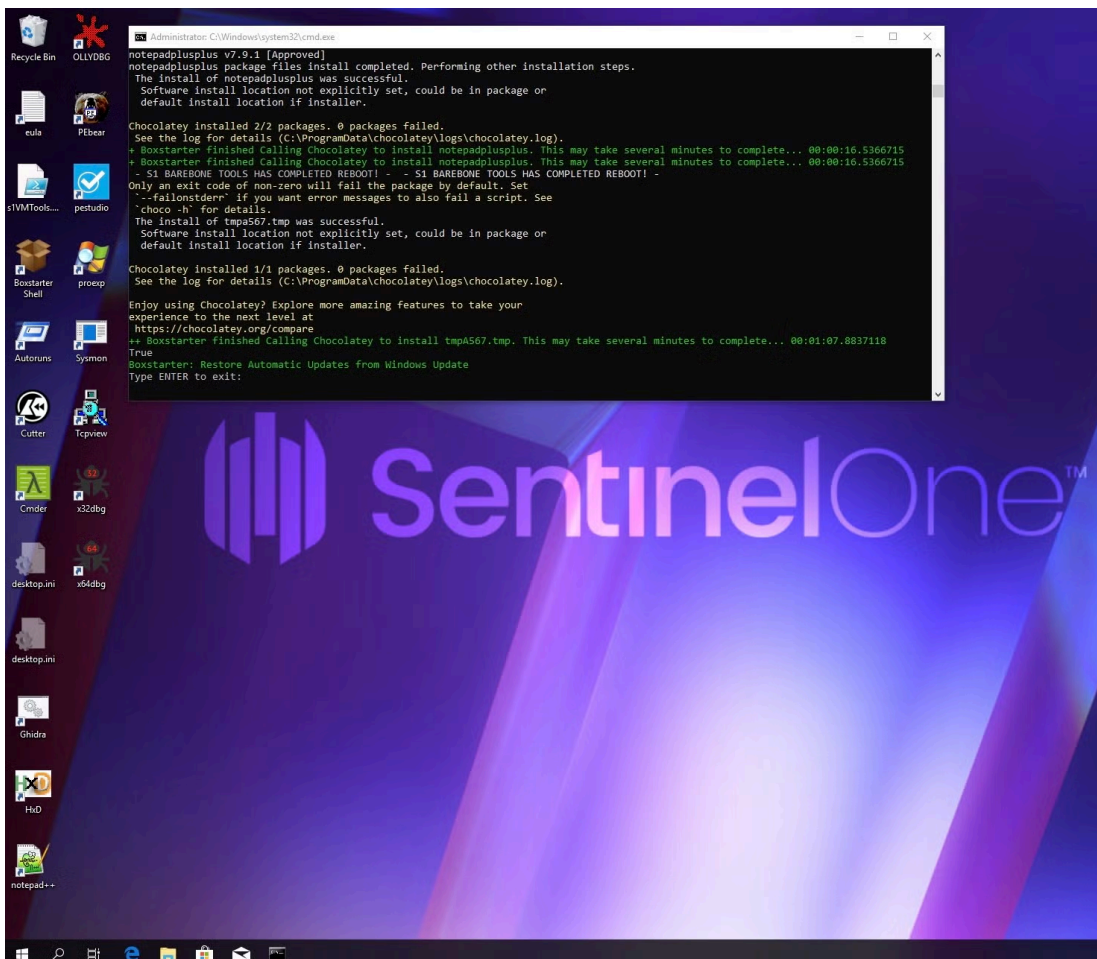 Recycle Bin
OLLYDBG
eula
PEbear
s1VMTools....
pestudio
Boxstarter
Shell
proexp
Autoruns
Sysmon
Cutter
Tcpview
Cmder
32
x32dbg
desktop.ini
64
x64dbg
desktop.ini
Ghidra
HxD
HxD
notepad++
Administrator: C:\Windows\system32\cmd.exe
notepadplusplus v7.9.1 [Approved]
notepadplusplus package files install completed. Performing other installation steps.
The install of notepadplusplus was successful.
Software install location not explicitly set, could be in package or
default install location if installer.
Chocolatey installed 2/2 packages. 0 packages failed.
See the log for details (C:\ProgramData\chocolatey\logs\chocolatey.log).
+ Boxstarter finished Calling Chocolatey to install notepadplusplus. This may take several minutes to complete... 00:00:16.5366715
+ Boxstarter finished Calling Chocolatey to install notepadplusplus. This may take several minutes to complete... 00:00:16.5366715
- S1 BAREBONE TOOLS HAS COMPLETED REBOOT! - - S1 BAREBONE TOOLS HAS COMPLETED REBOOT! -
Only an exit code of non-zero will fail the package by default. Set
`--failonstderr` if you want error messages to also fail a script. See
`choco -h` for details.
The install of tmpa567.tmp was successful.
Software install location not explicitly set, could be in package or
default install location if installer.
Chocolatey installed 1/1 packages. 0 packages failed.
See the log for details (C:\ProgramData\chocolatey\logs\chocolatey.log).
Enjoy using Chocolatey? Explore more amazing features to take your
experience to the next level at
https://chocolatey.org/compare
++ Boxstarter finished Calling Chocolatey to install tmpA567.tmp. This may take several minutes to complete... 00:01:07.8837118
True
Boxstarter: Restore Automatic Updates from Windows Update
Type ENTER to exit:
SentinelOne™